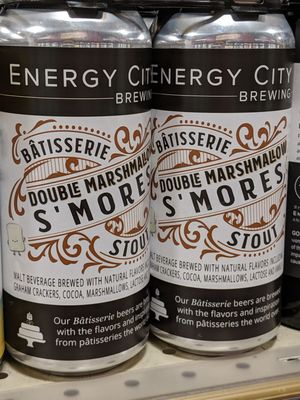 ENERGY CITY
BREWING
BÂTISSERIE
DOUBLE MARSHMALLOW
S'MORES
STOUT
MALT BEVERAGE BREWED WITH NATURAL FLAVORS
GRAHAM CRACKERS, COCOA, MARSHMALLOWS, LACTOSE
Our Bâtisserie beers are brewed
with the flavors and inspiration
from pâtisseries the world
ENERGY CITY
BREWING
BÂTISSERIE
DOUBLE MARSHMALLOW
S'MORES
STOUT
MALT BEVERAGE BREWED WITH NATURAL FLAVORS
CRACKERS, COCOA, MARSHMALLOWS, LACTOSE AND
Our Bâtisserie beers are brewed
with the flavors and inspiration
from pâtisseries the world over.